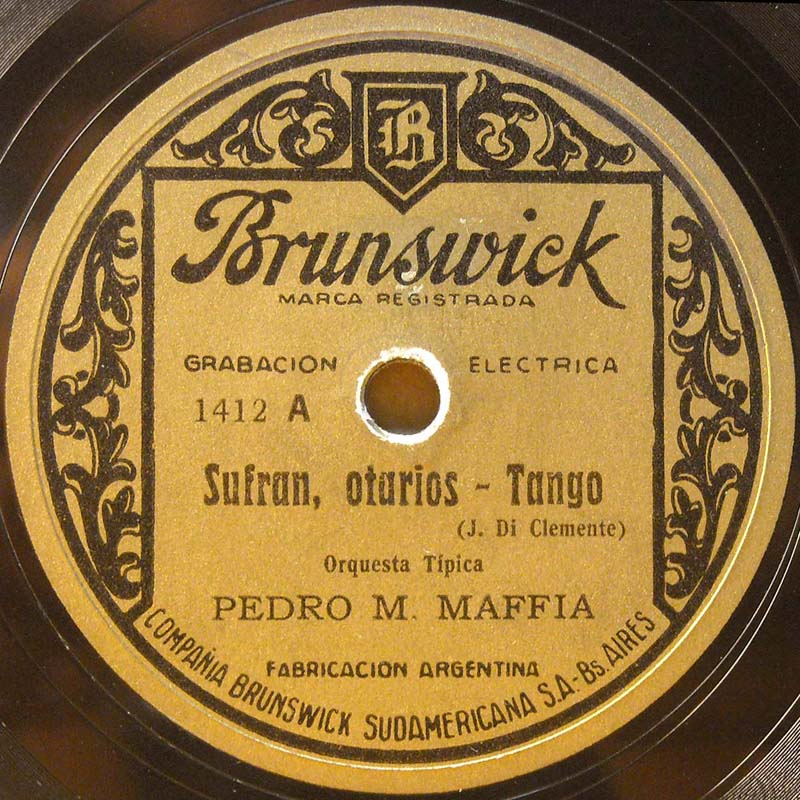 B
Brunswick
MARCA REGISTRADA
GRABACION ELECTRICA
1412 A
Sufran, otarios - Tango
(J. Di Clemente)
Orquesta Típica
PEDRO M. MAFFIA
FABRICACION ARGENTINA
COMPAÑIA BRUNSWICK SUDAMERICANA S.A.-Bs. AIRES